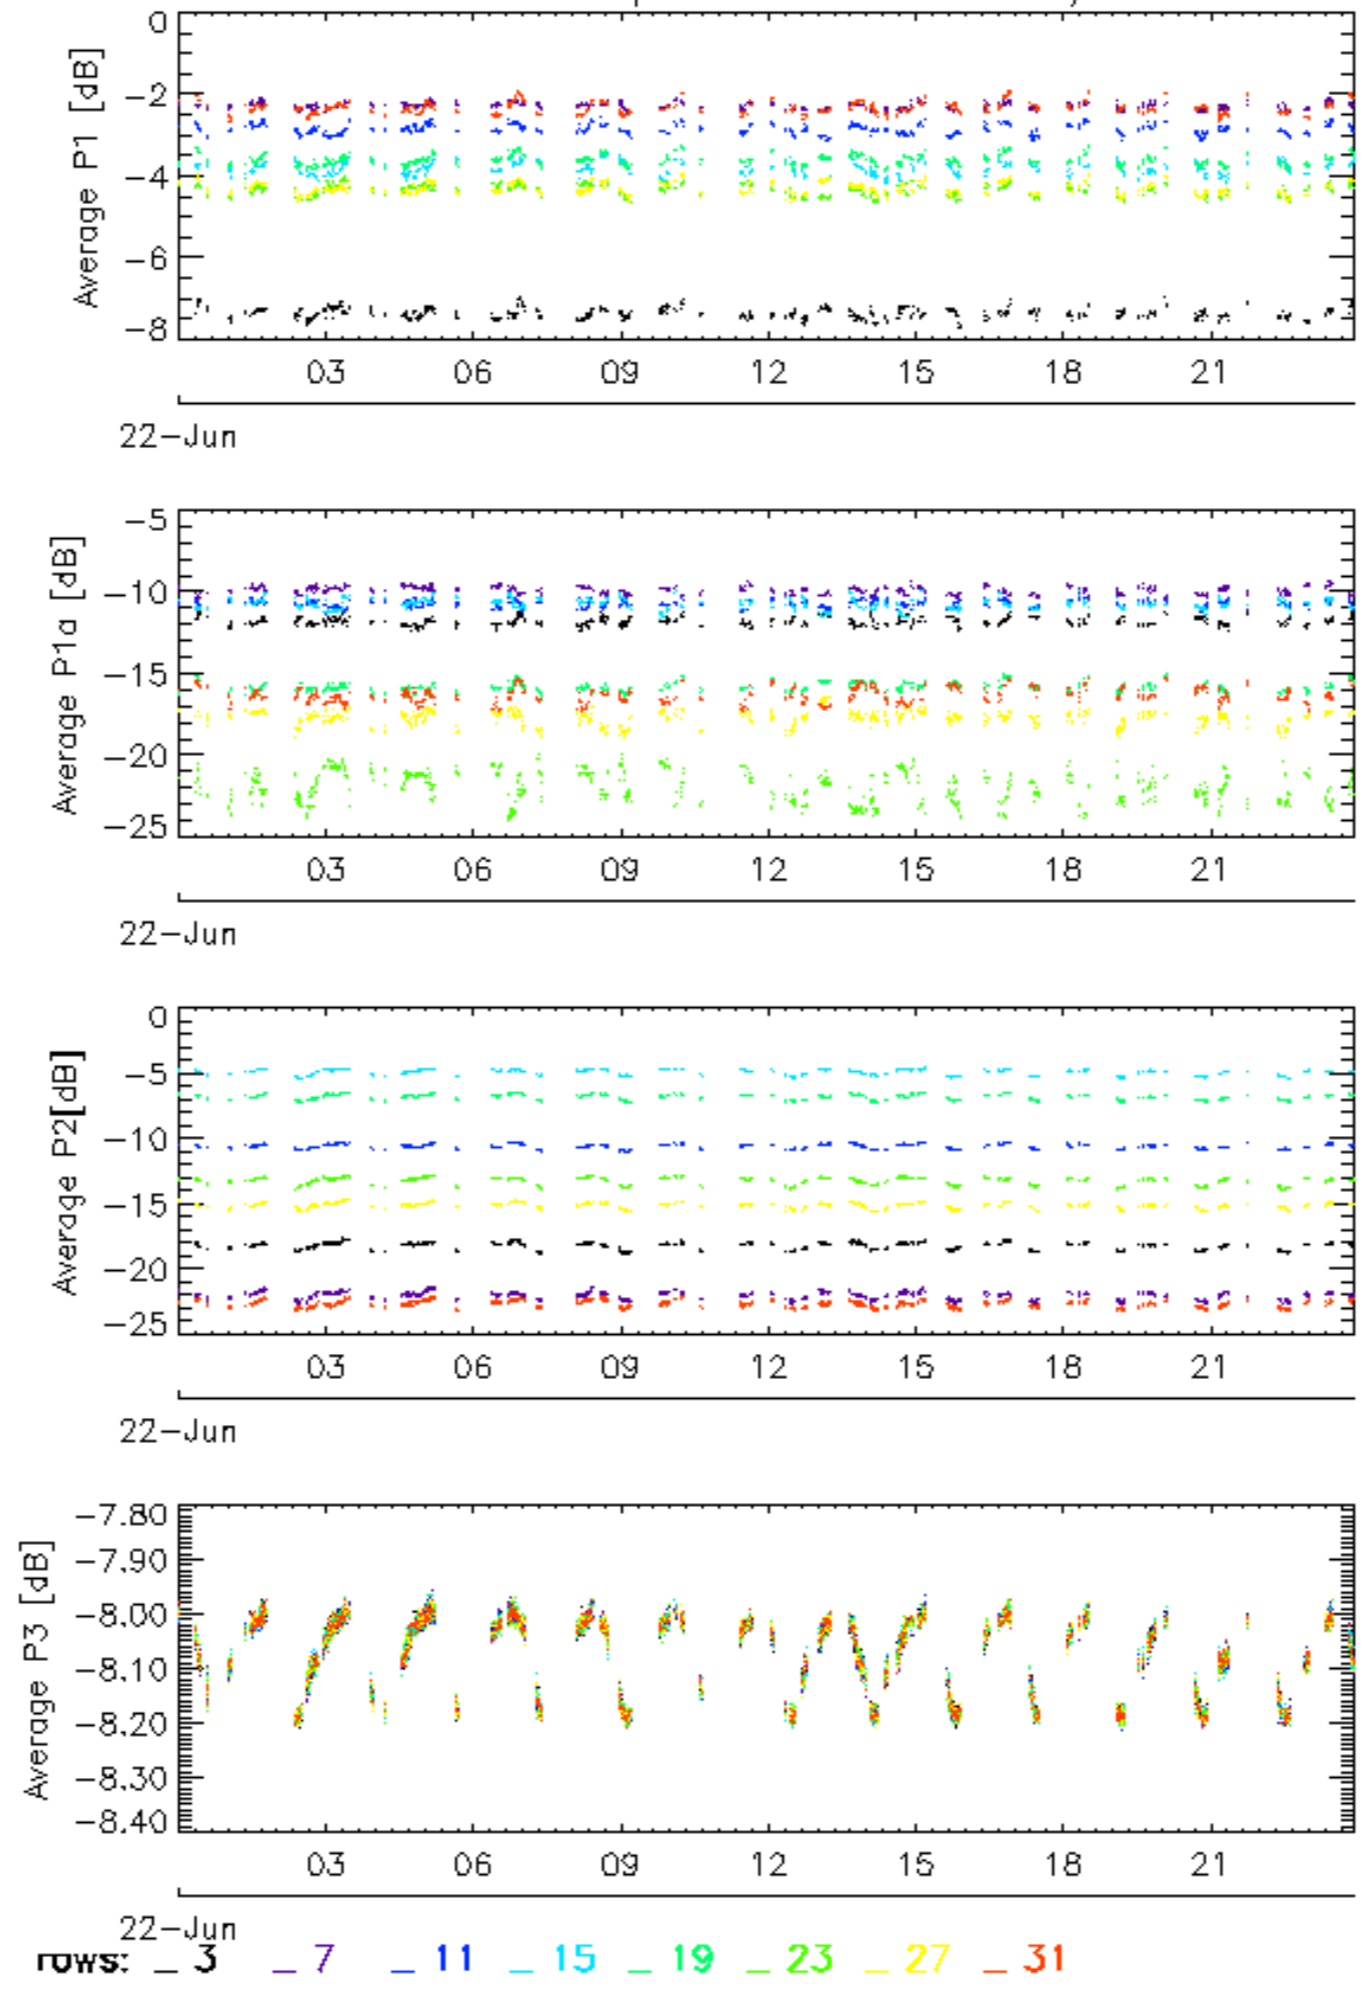 0
−2
−4
−6
−8
Average P1 [dB]
03 06 09 12 15 18 21
22−Jun
−5
−10
−15
−20
−25
Average P1a [dB]
03 06 09 12 15 18 21
22−Jun
0
−5
−10
−15
−20
−25
Average P2[dB]
03 06 09 12 15 18 21
22−Jun
−7.80
−7.90
−8.00
−8.10
−8.20
−8.30
−8.40
Average P3 [dB]
03 06 09 12 15 18 21
22−Jun
rows: _ 3 _ 7 _ 11 _ 15 _ 19 _ 23 _ 27 _ 31